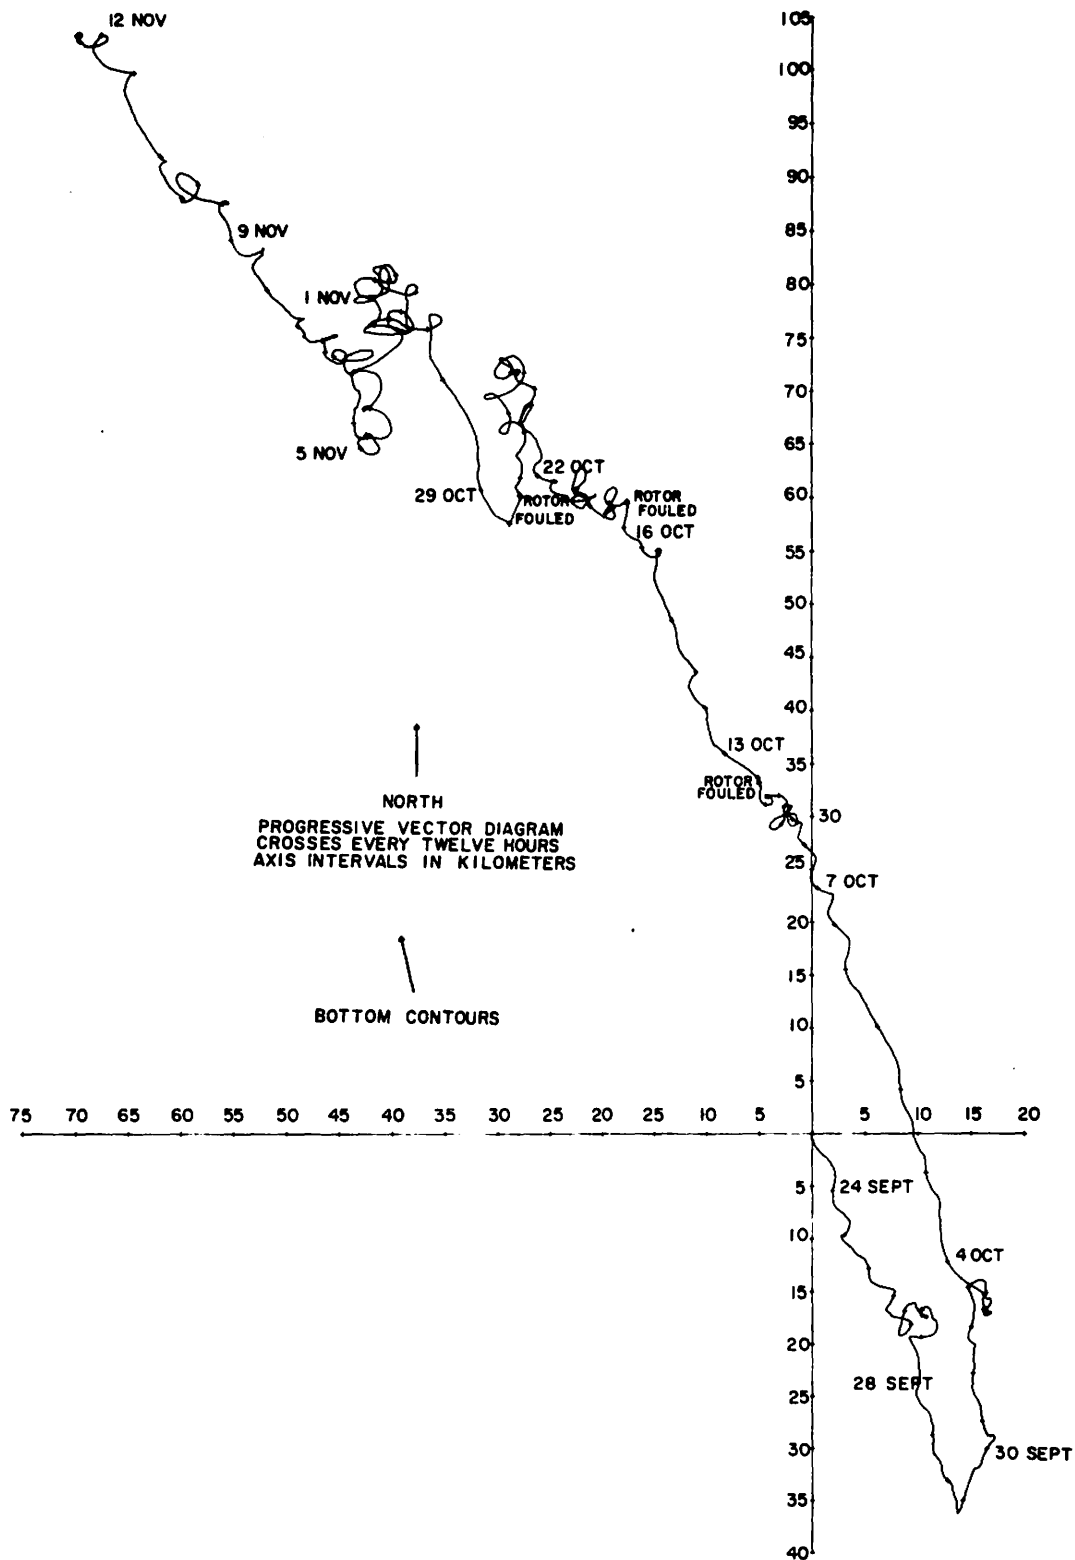 12 NOV
105
100
95
90
85
9 NOV
80
1 NOV
75
70
65
5 NOV
22 OCT
60
29 OCT
ROTOR
FOULED
ROTOR
FOULED
16 OCT
55
50
45
40
13 OCT
35
ROTOR
FOULED
30
NORTH
PROGRESSIVE VECTOR DIAGRAM
CROSSES EVERY TWELVE HOURS
AXIS INTERVALS IN KILOMETERS
25
7 OCT
20
15
BOTTOM CONTOURS
10
5
75 70 65 60 55 50 45 40 35 30 25 20 15 10 5 5 10 15 20
5
24 SEPT
10
4 OCT
15
20
28 SEPT
25
30
30 SEPT
35
40